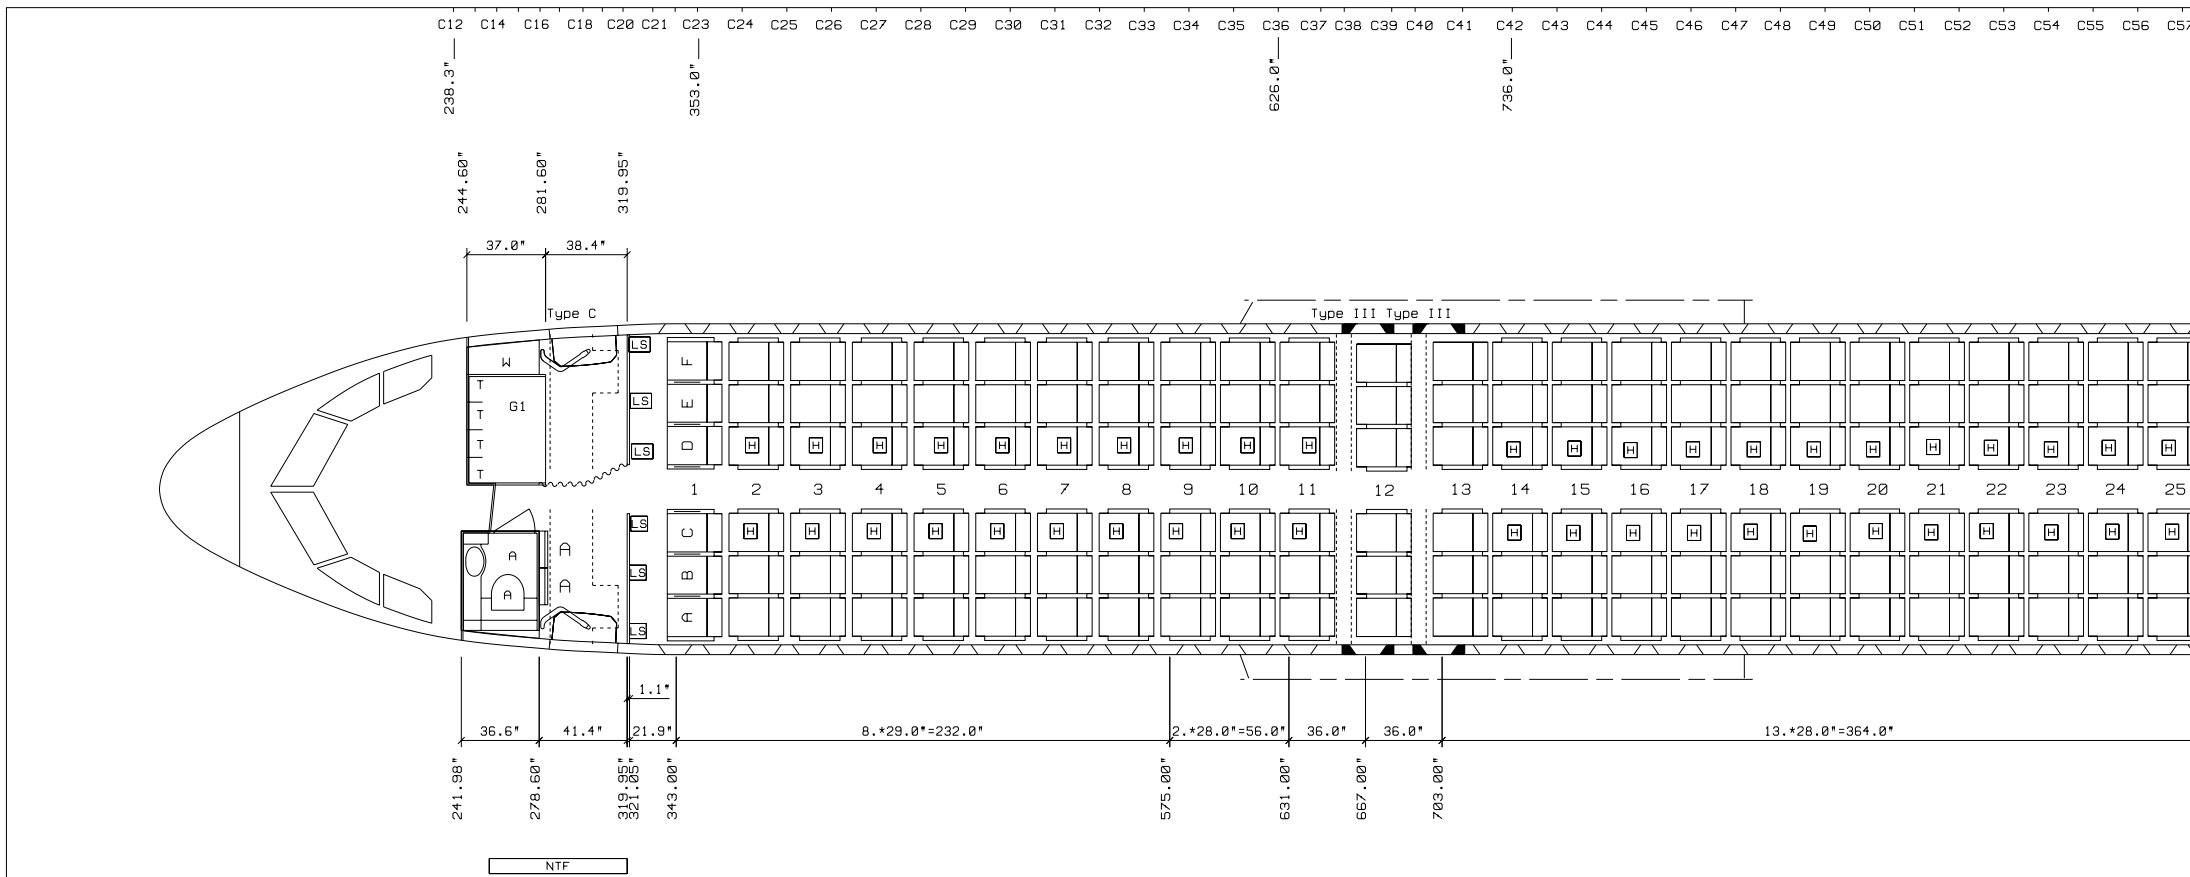 C12 C14 C16 C18 C20 C21 C23 C24 C25 C26 C27 C28 C29 C30 C31 C32 C33 C34 C35 C36 C37 C38 C39 C40 C41 C42 C43 C44 C45 C46 C47 C48 C49 C50 C51 C52 C53 C54 C55 C56 C57
238.3" 353.0" 626.0" 736.0"
244.60" 281.60" 319.95"
37.0" 38.4"
Type C Type III Type III
LS
W F
T
G1 LS E
T
T LS D H H H H H H H H H H H H H H H H H H H H H H
T
1 2 3 4 5 6 7 8 9 10 11 12 13 14 15 16 17 18 19 20 21 22 23 24 25
LS C H H H H H H H H H H H H H H H H H H H H H H
A A
A A LS B
LS A
1.1"
36.6" 41.4" 21.9" 8.*29.0"=232.0" 2.*28.0"=56.0" 36.0" 36.0" 13.*28.0"=364.0"
241.98" 278.60" 319.95" 321.05" 343.00" 575.00" 631.00" 667.00" 703.00"
NTF